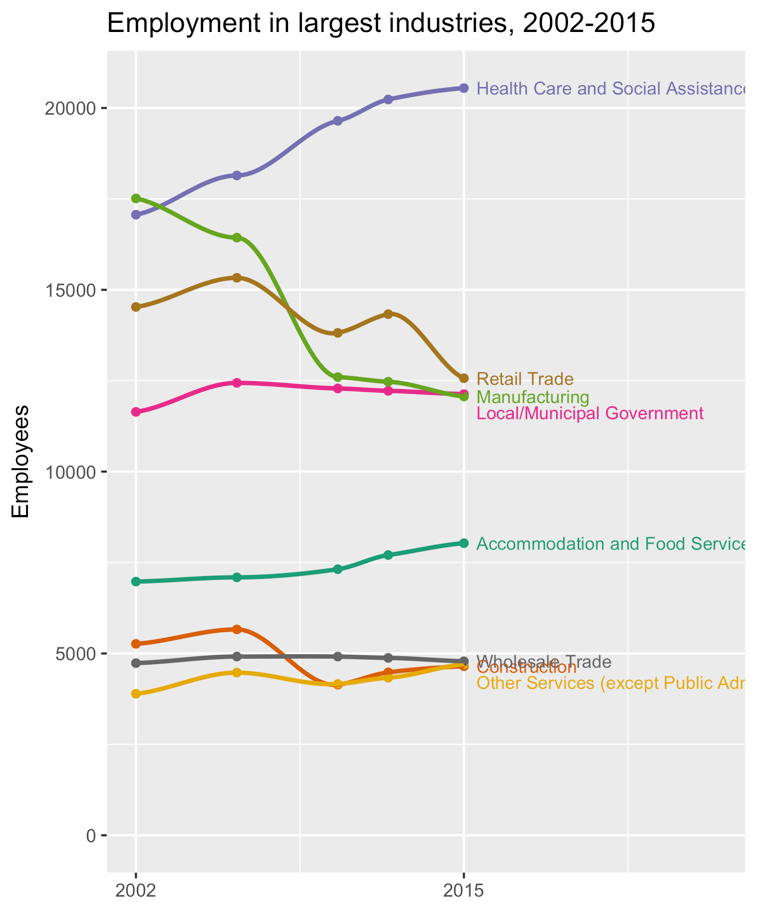 Employment in largest industries, 2002-2015
Employees
20000
15000
10000
5000
0
2002
2015
Health Care and Social Assistance
Retail Trade
Manufacturing
Local/Municipal Government
Accommodation and Food Service
Wholesale Trade
Construction
Other Services (except Public Adr